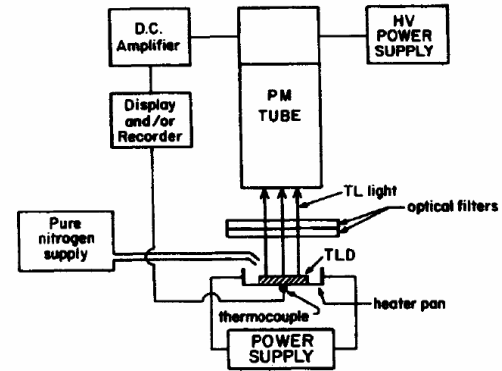 D.C.
Amplifier
HV
POWER
SUPPLY
PM
TUBE
Display
and/or
Recorder
TL light
optical filters
Pure
nitrogen
supply
TLD
heater pan
thermocouple
POWER
SUPPLY